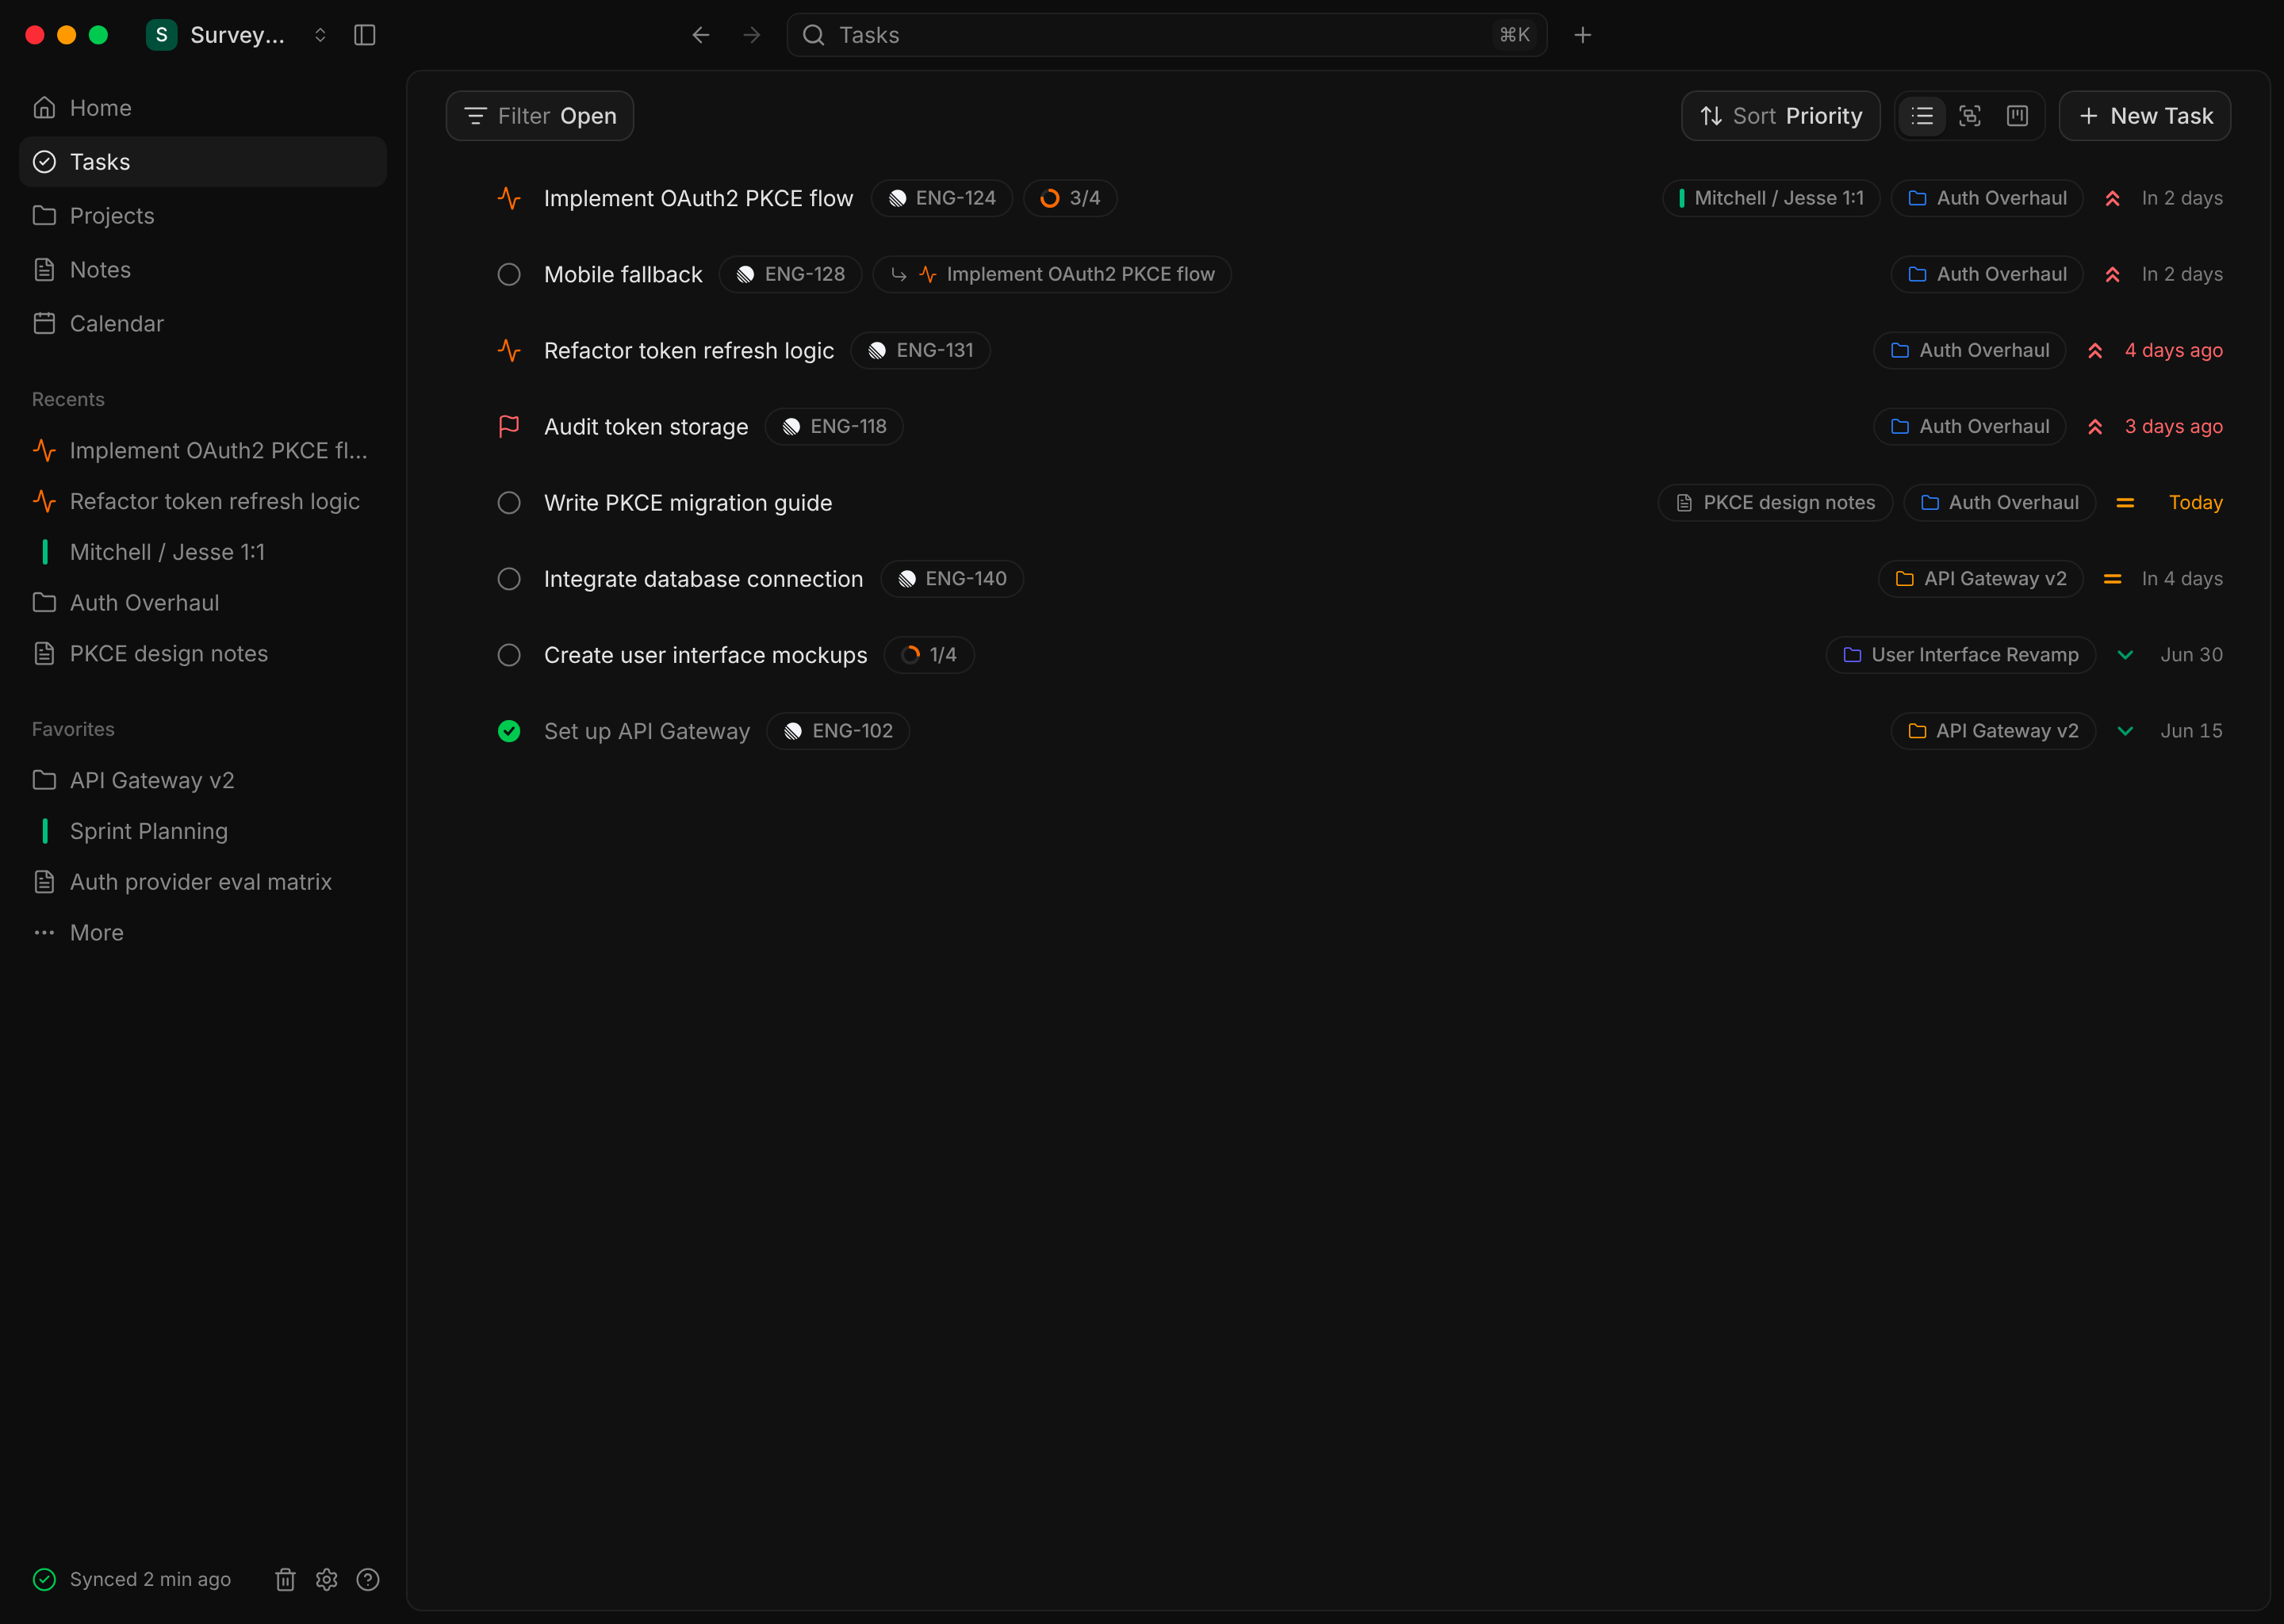 S Survey...
Tasks ⌘K
Home
Tasks
Projects
Notes
Calendar
Recents
Implement OAuth2 PKCE fl...
Refactor token refresh logic
Mitchell / Jesse 1:1
Auth Overhaul
PKCE design notes
Favorites
API Gateway v2
Sprint Planning
Auth provider eval matrix
More
Synced 2 min ago
Filter Open
Sort Priority
New Task
Implement OAuth2 PKCE flow ENG-124 3/4 Mitchell / Jesse 1:1 Auth Overhaul In 2 days
Mobile fallback ENG-128 Implement OAuth2 PKCE flow Auth Overhaul In 2 days
Refactor token refresh logic ENG-131 Auth Overhaul 4 days ago
Audit token storage ENG-118 Auth Overhaul 3 days ago
Write PKCE migration guide PKCE design notes Auth Overhaul Today
Integrate database connection ENG-140 API Gateway v2 In 4 days
Create user interface mockups 1/4 User Interface Revamp Jun 30
Set up API Gateway ENG-102 API Gateway v2 Jun 15